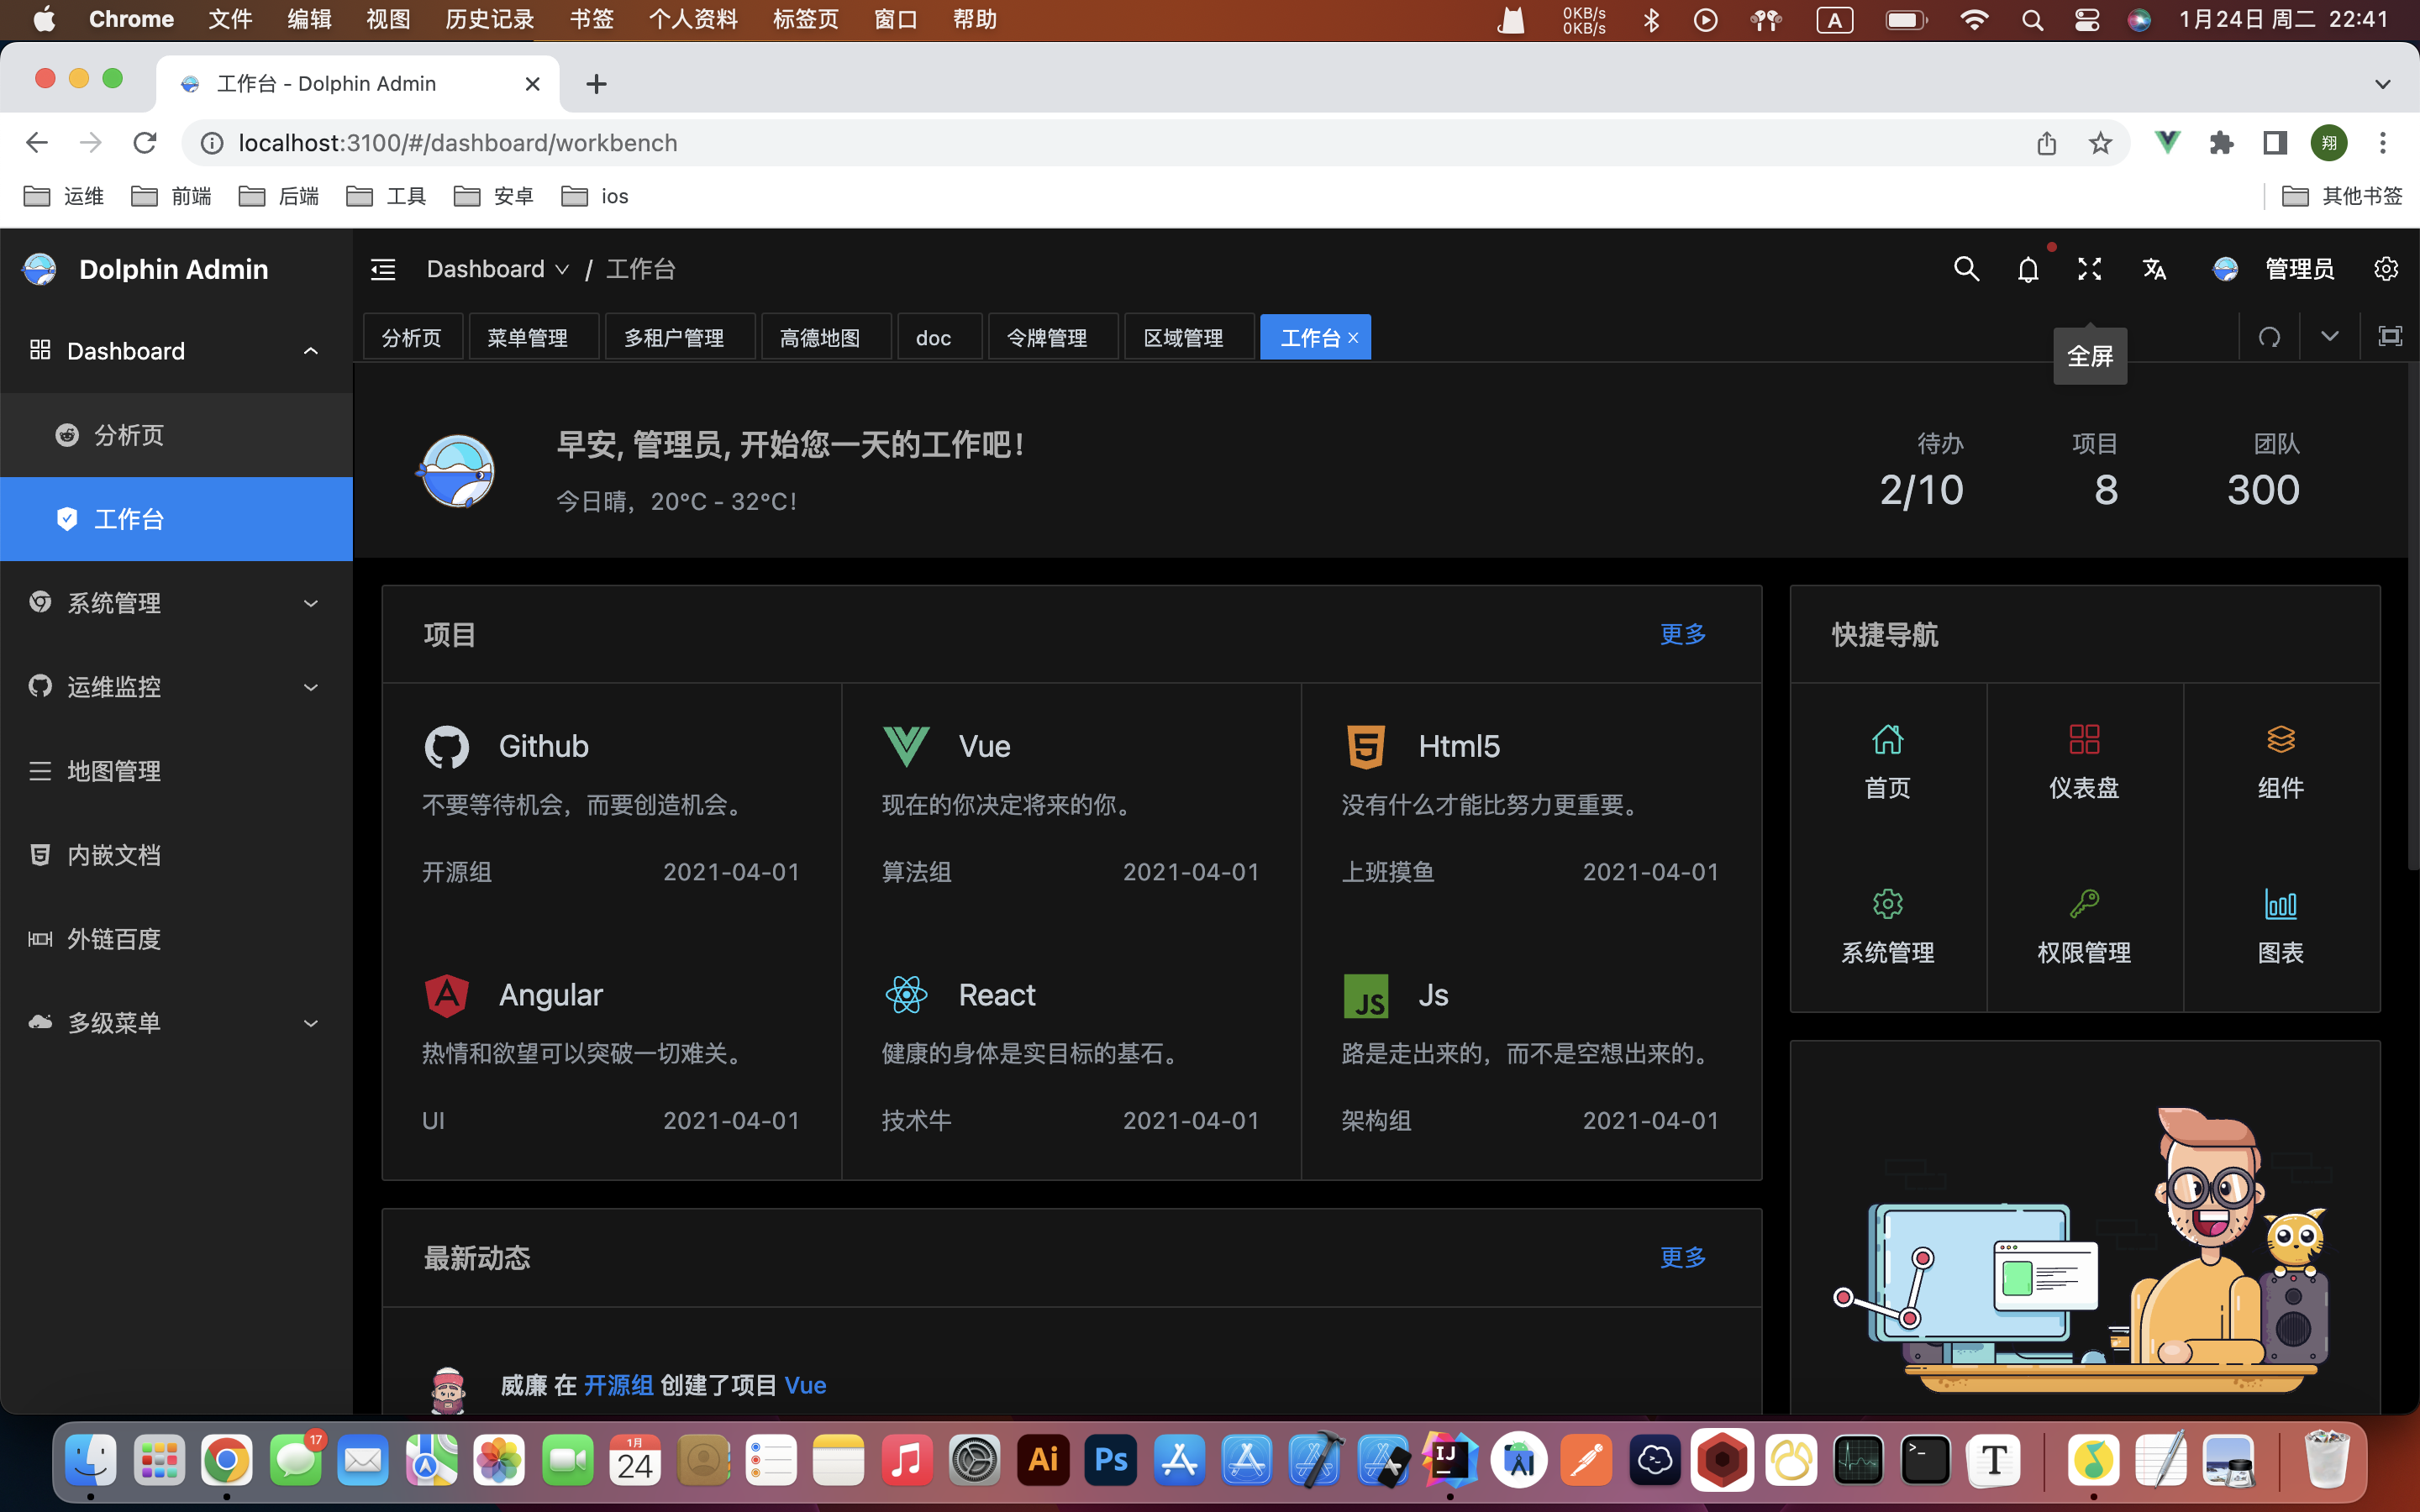 Chrome 文件 编辑 视图 历史记录 书签 个人资料 标签页 窗口 帮助 0KB/s 0KB/s A 1月24日 周二 22:41
工作台 - Dolphin Admin
localhost:3100/#/dashboard/workbench 翔
运维 前端 后端 工具 安卓 ios 其他书签
Dolphin Admin
Dashboard / 工作台
管理员
分析页 菜单管理 多租户管理 高德地图 doc 令牌管理 区域管理 工作台
全屏
Dashboard
分析页
工作台
系统管理
运维监控
地图管理
内嵌文档
外链百度
多级菜单
早安, 管理员, 开始您一天的工作吧!
今日晴，20°C - 32°C!
待办 项目 团队
2/10 8 300
项目 更多
Github
不要等待机会，而要创造机会。
开源组 2021-04-01
Vue
现在的你决定将来的你。
算法组 2021-04-01
Html5
没有什么才能比努力更重要。
上班摸鱼 2021-04-01
Angular
热情和欲望可以突破一切难关。
UI 2021-04-01
React
健康的身体是实目标的基石。
技术牛 2021-04-01
JS Js
路是走出来的，而不是空想出来的。
架构组 2021-04-01
快捷导航
首页 仪表盘 组件
系统管理 权限管理 图表
最新动态 更多
威廉 在 开源组 创建了项目 Vue
17
1月
24
Ai
Ps
IJ
T